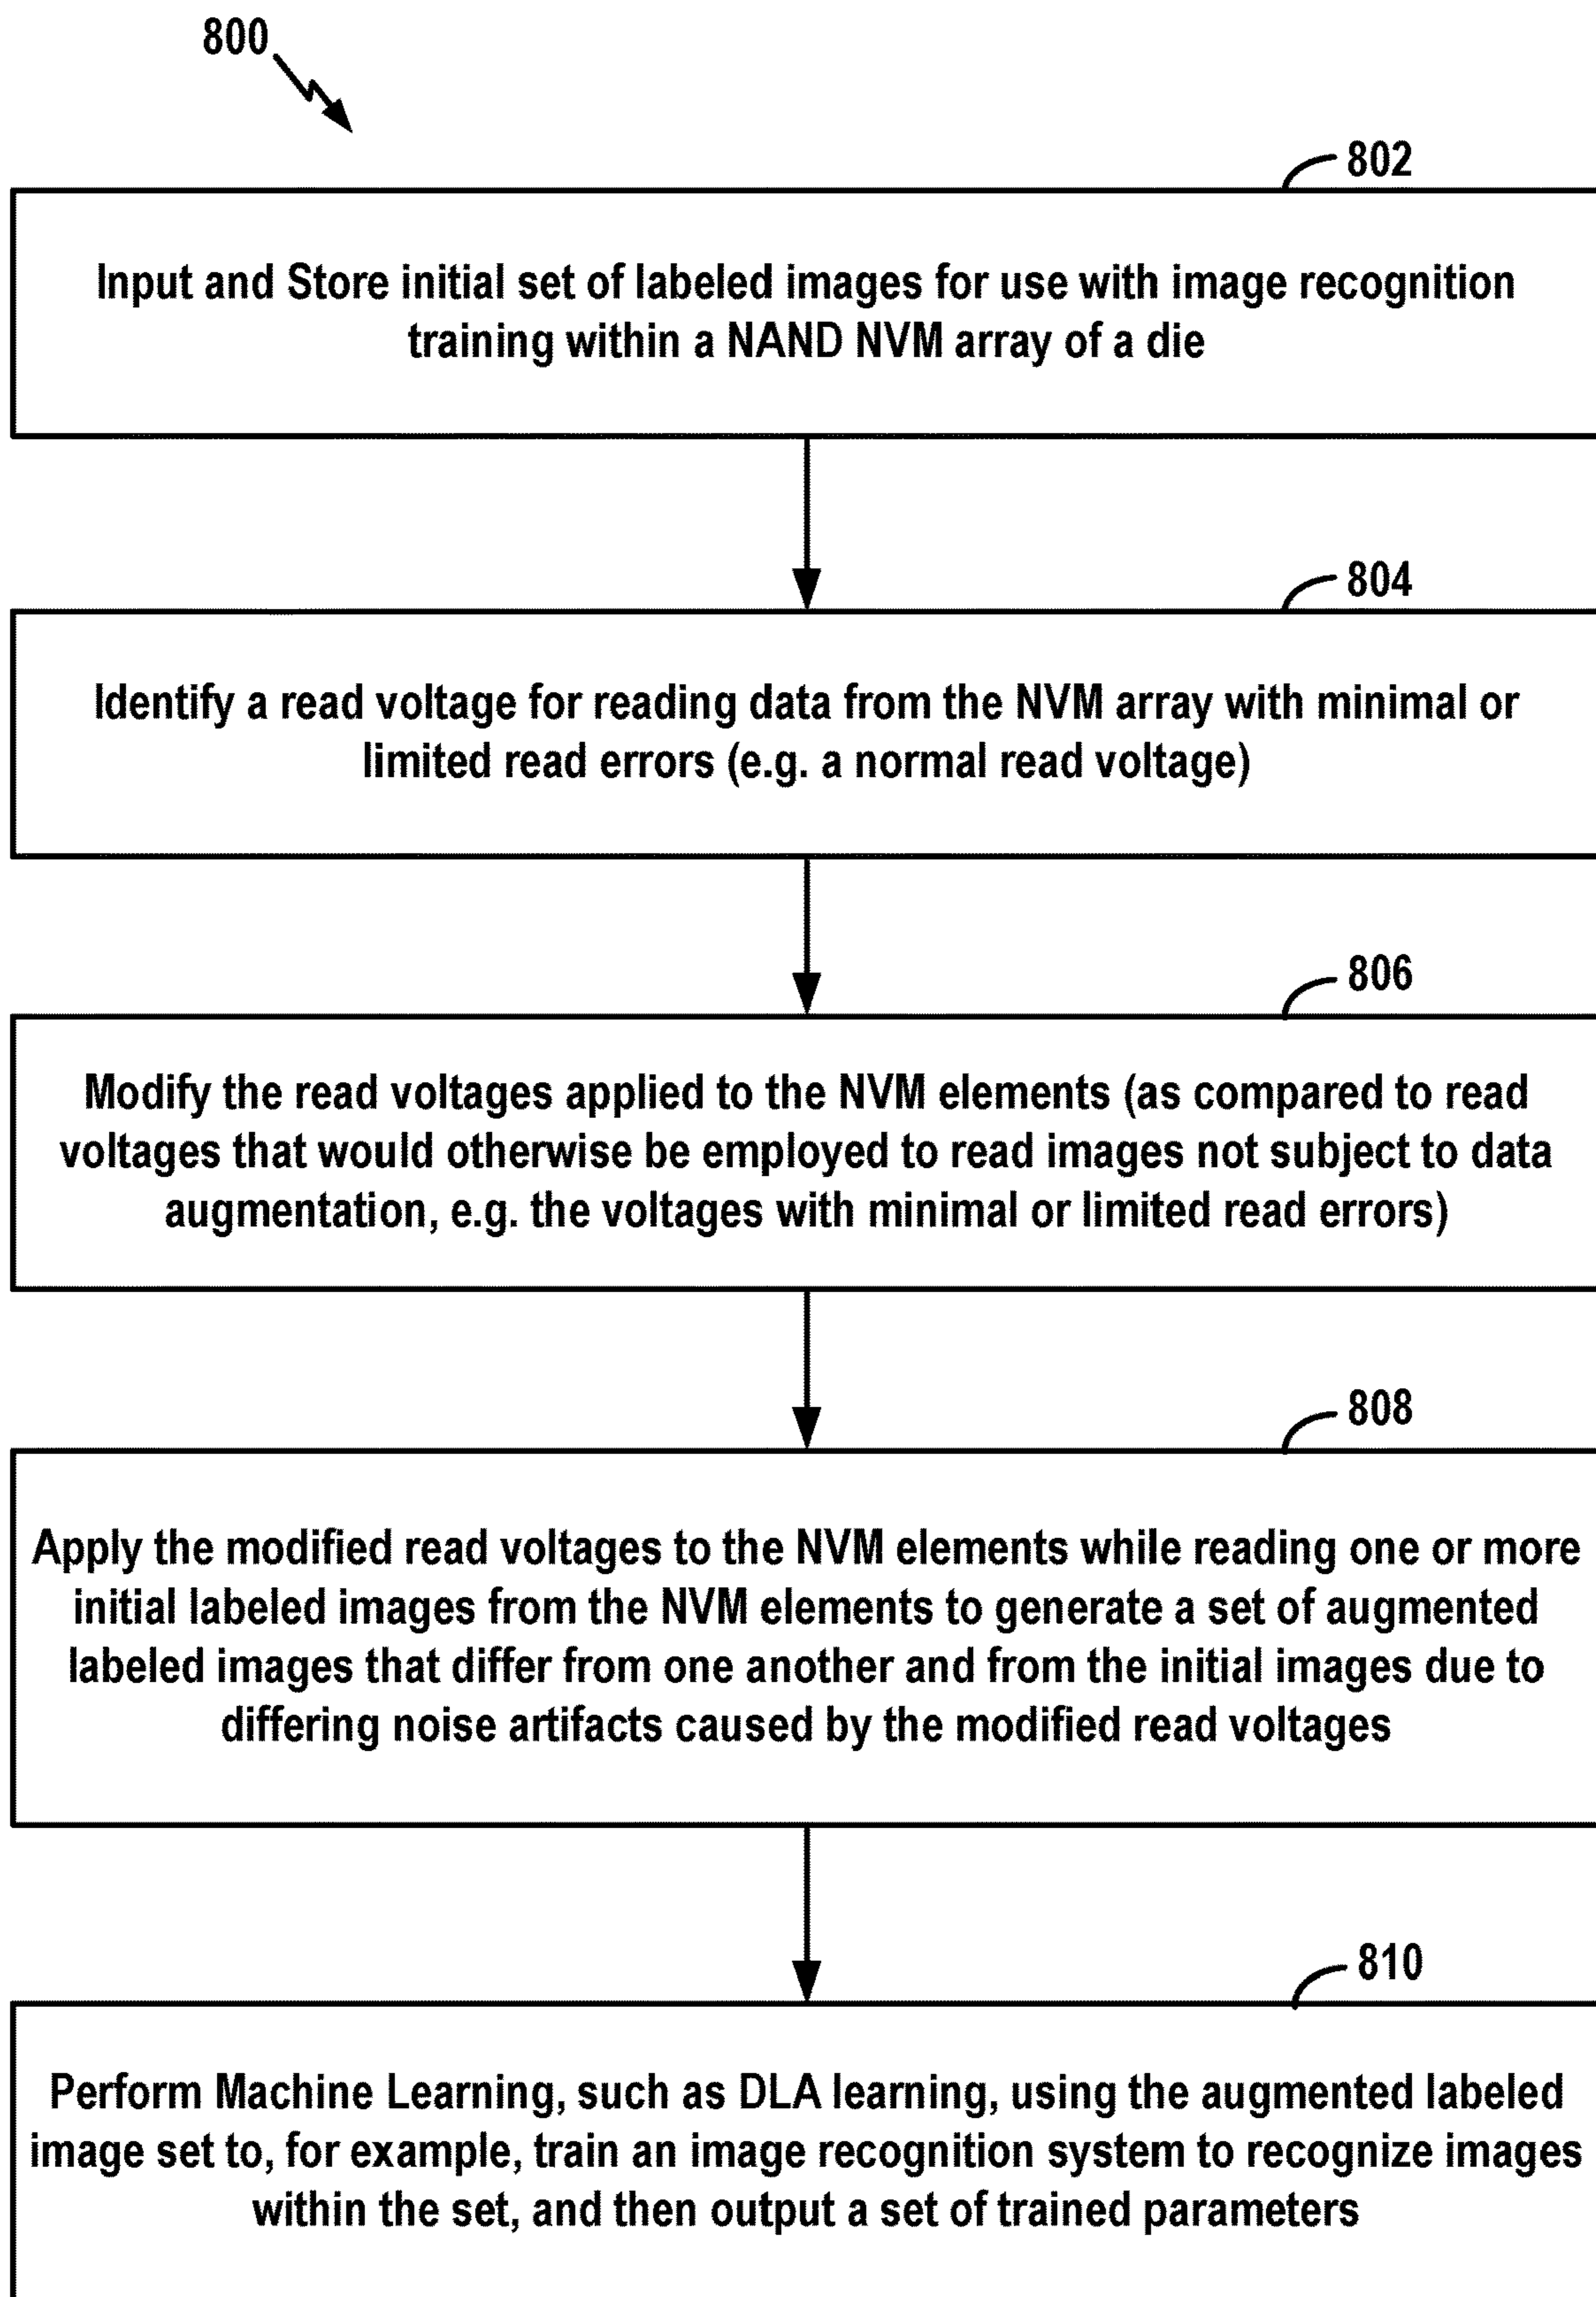 800
802
Input and Store initial set of labeled images for use with image recognition
training within a NAND NVM array of a die
804
Identify a read voltage for reading data from the NVM array with minimal or
limited read errors (e.g. a normal read voltage)
806
Modify the read voltages applied to the NVM elements (as compared to read
voltages that would otherwise be employed to read images not subject to data
augmentation, e.g. the voltages with minimal or limited read errors)
808
Apply the modified read voltages to the NVM elements while reading one or more
initial labeled images from the NVM elements to generate a set of augmented
labeled images that differ from one another and from the initial images due to
differing noise artifacts caused by the modified read voltages
810
Perform Machine Learning, such as DLA learning, using the augmented labeled
image set to, for example, train an image recognition system to recognize images
within the set, and then output a set of trained parameters